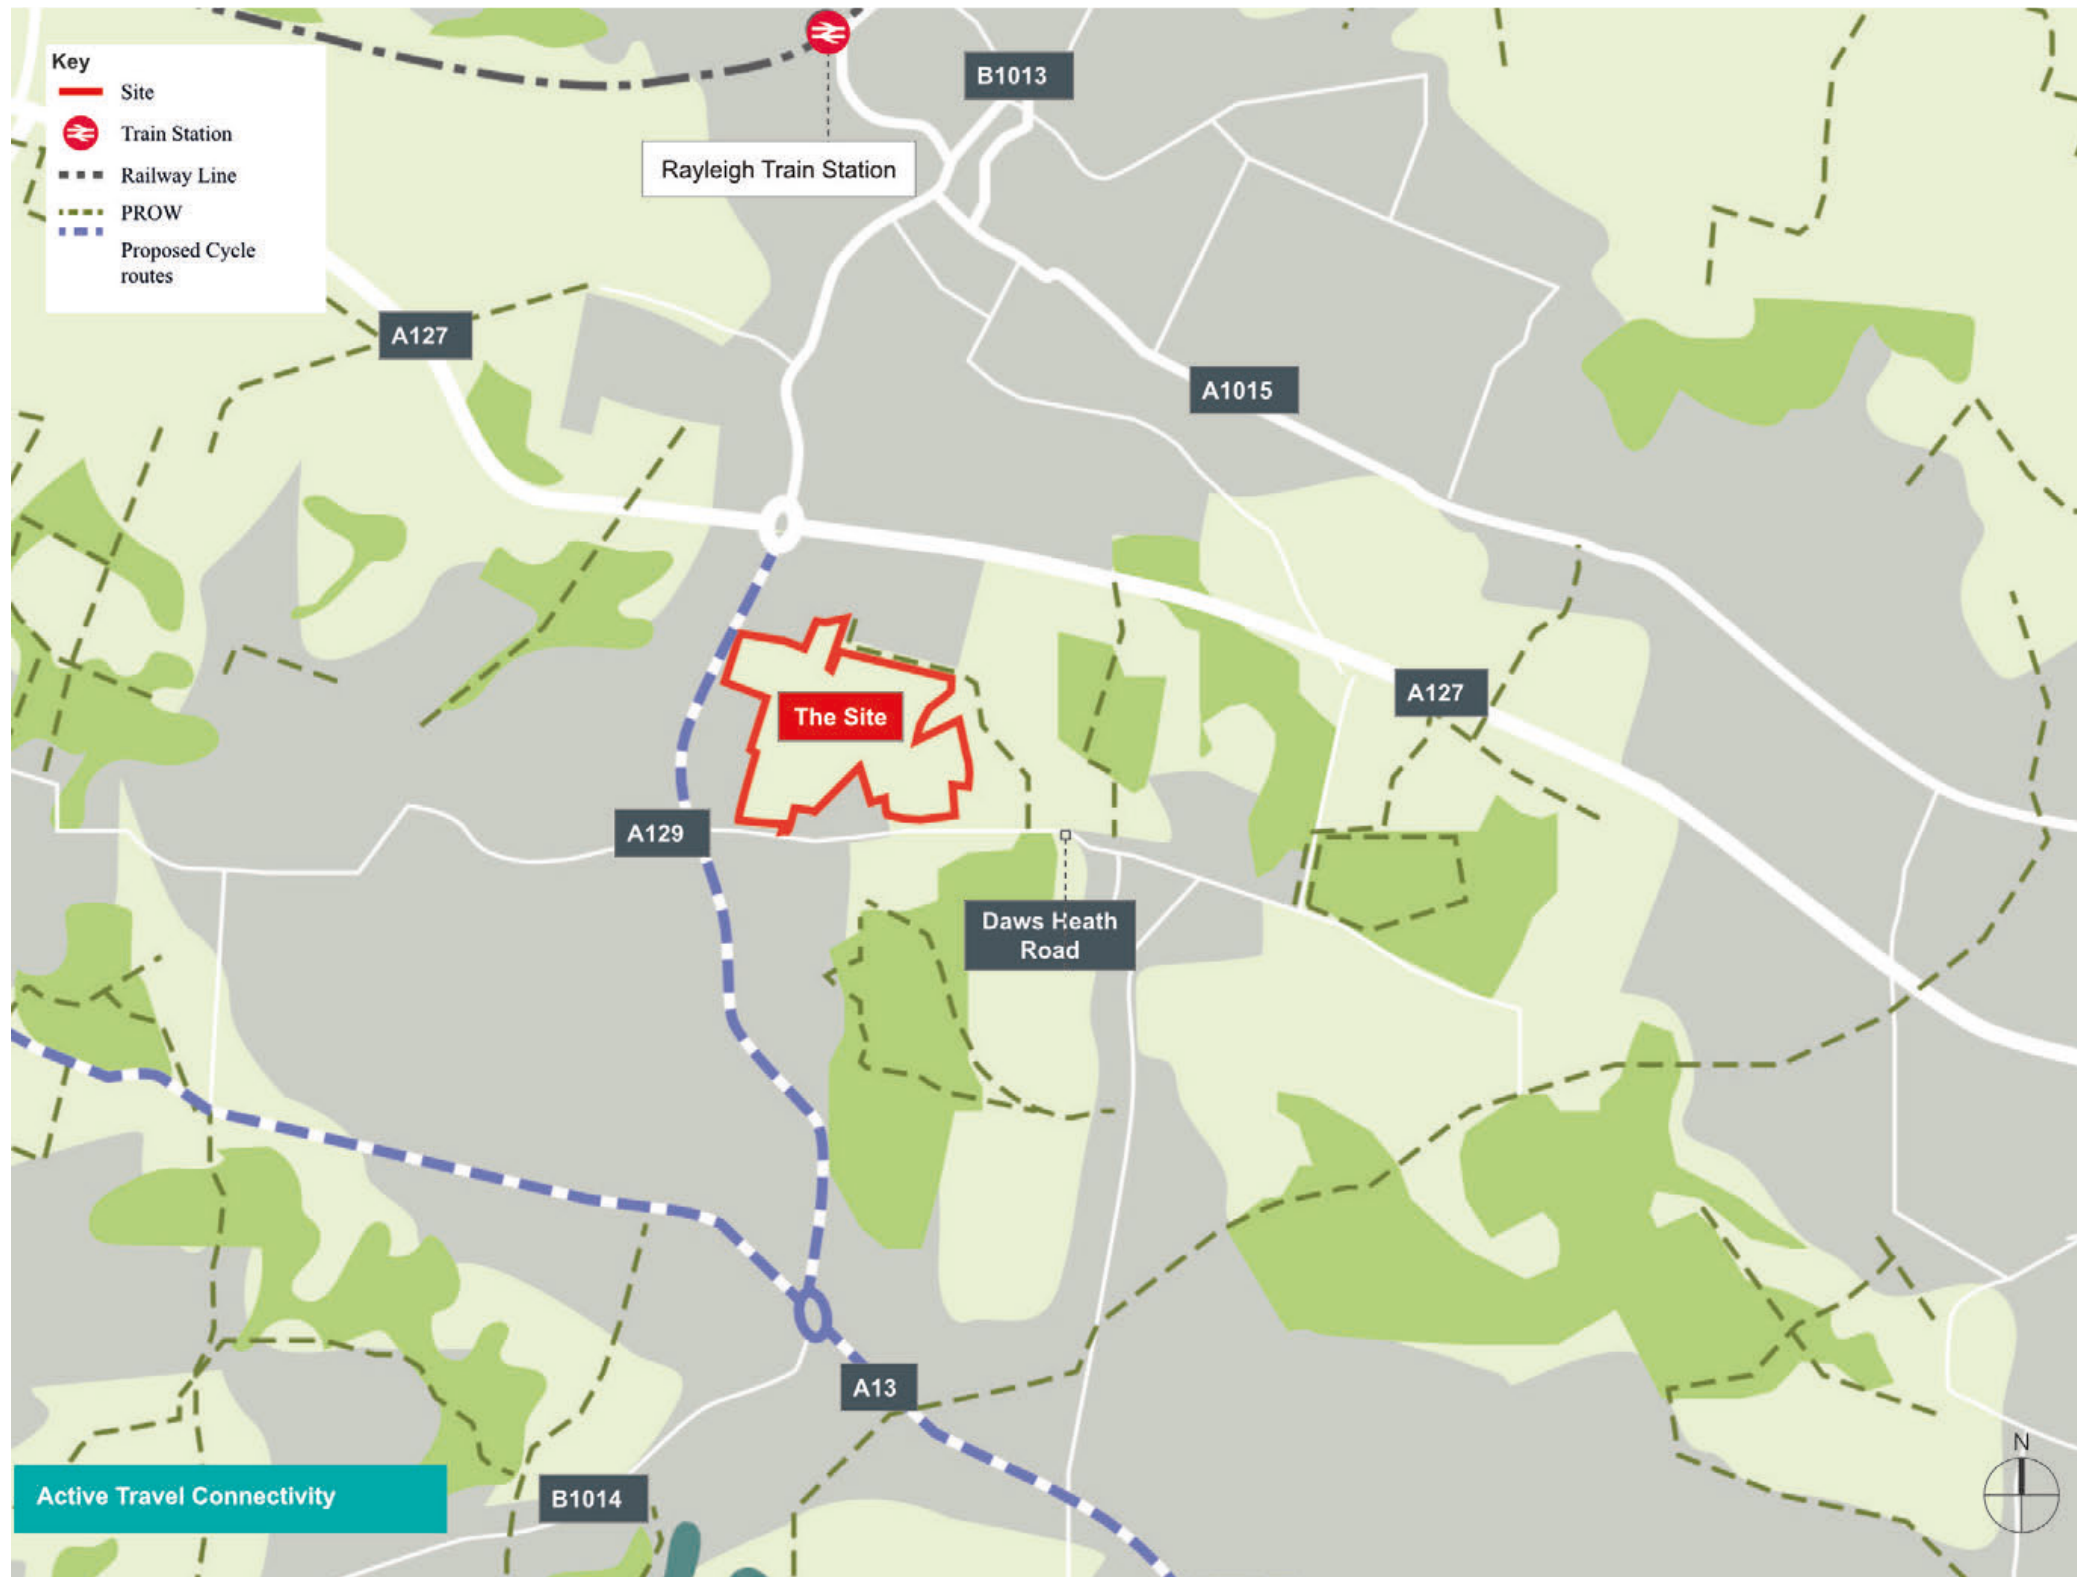 Key
Site
Train Station
Railway Line
PROW
Proposed Cycle
routes
B1013
Rayleigh Train Station
A127
A1015
The Site
A127
A129
Daws Heath
Road
A13
N
Active Travel Connectivity
B1014